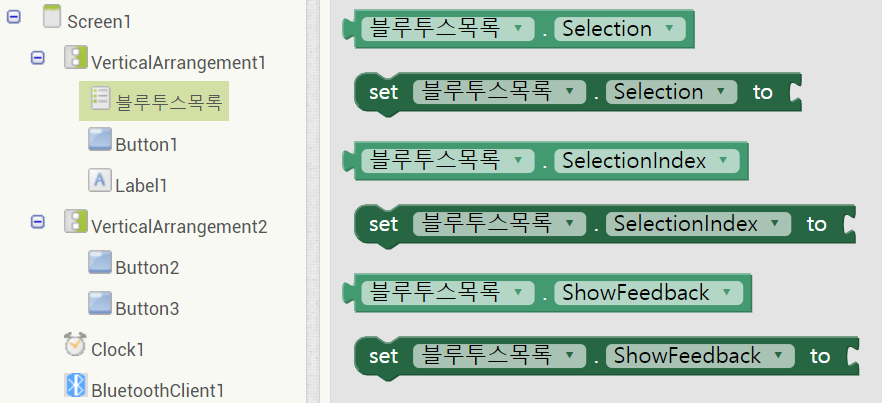 Screen1
VerticalArrangement1
블루투스목록
Button1
Label1
VerticalArrangement2
Button2
Button3
Clock1
BluetoothClient1
블루투스목록 . Selection
set 블루투스목록 . Selection to
블루투스목록 . SelectionIndex
set 블루투스목록 . SelectionIndex to
블루투스목록 . ShowFeedback
set 블루투스목록 . ShowFeedback to